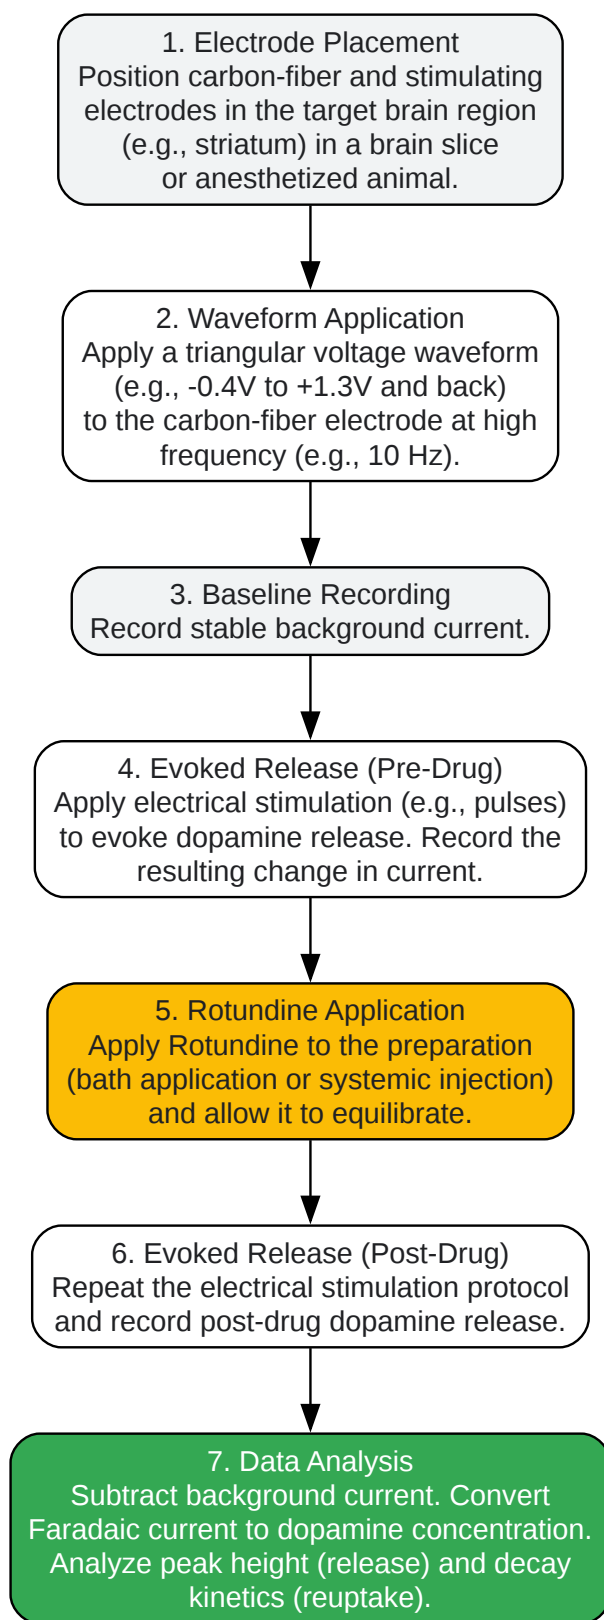 1. Electrode Placement
Position carbon-fiber and stimulating
electrodes in the target brain region
(e.g., striatum) in a brain slice
or anesthetized animal.
2. Waveform Application
Apply a triangular voltage waveform
(e.g., -0.4V to +1.3V and back)
to the carbon-fiber electrode at high
frequency (e.g., 10 Hz).
3. Baseline Recording
Record stable background current.
4. Evoked Release (Pre-Drug)
Apply electrical stimulation (e.g., pulses)
to evoke dopamine release. Record the
resulting change in current.
5. Rotundine Application
Apply Rotundine to the preparation
(bath application or systemic injection)
and allow it to equilibrate.
6. Evoked Release (Post-Drug)
Repeat the electrical stimulation protocol
and record post-drug dopamine release.
7. Data Analysis
Subtract background current. Convert
Faradaic current to dopamine concentration.
Analyze peak height (release) and decay
kinetics (reuptake).